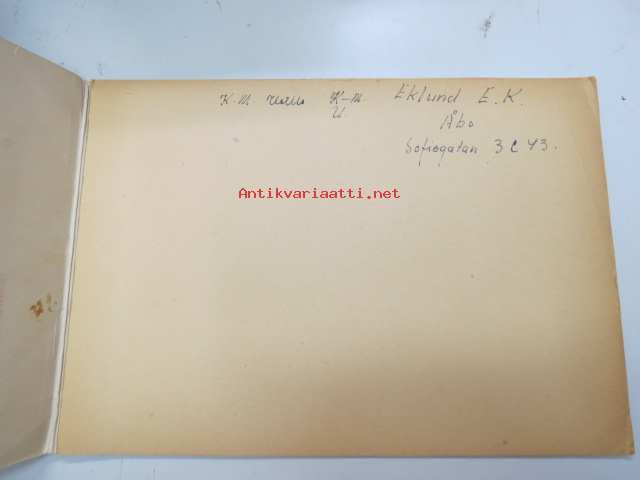 K. M. K-M. Eklund E. K.
U.
Åbo
Sofiegatan 3 C 43.
Antikvariaatti.net